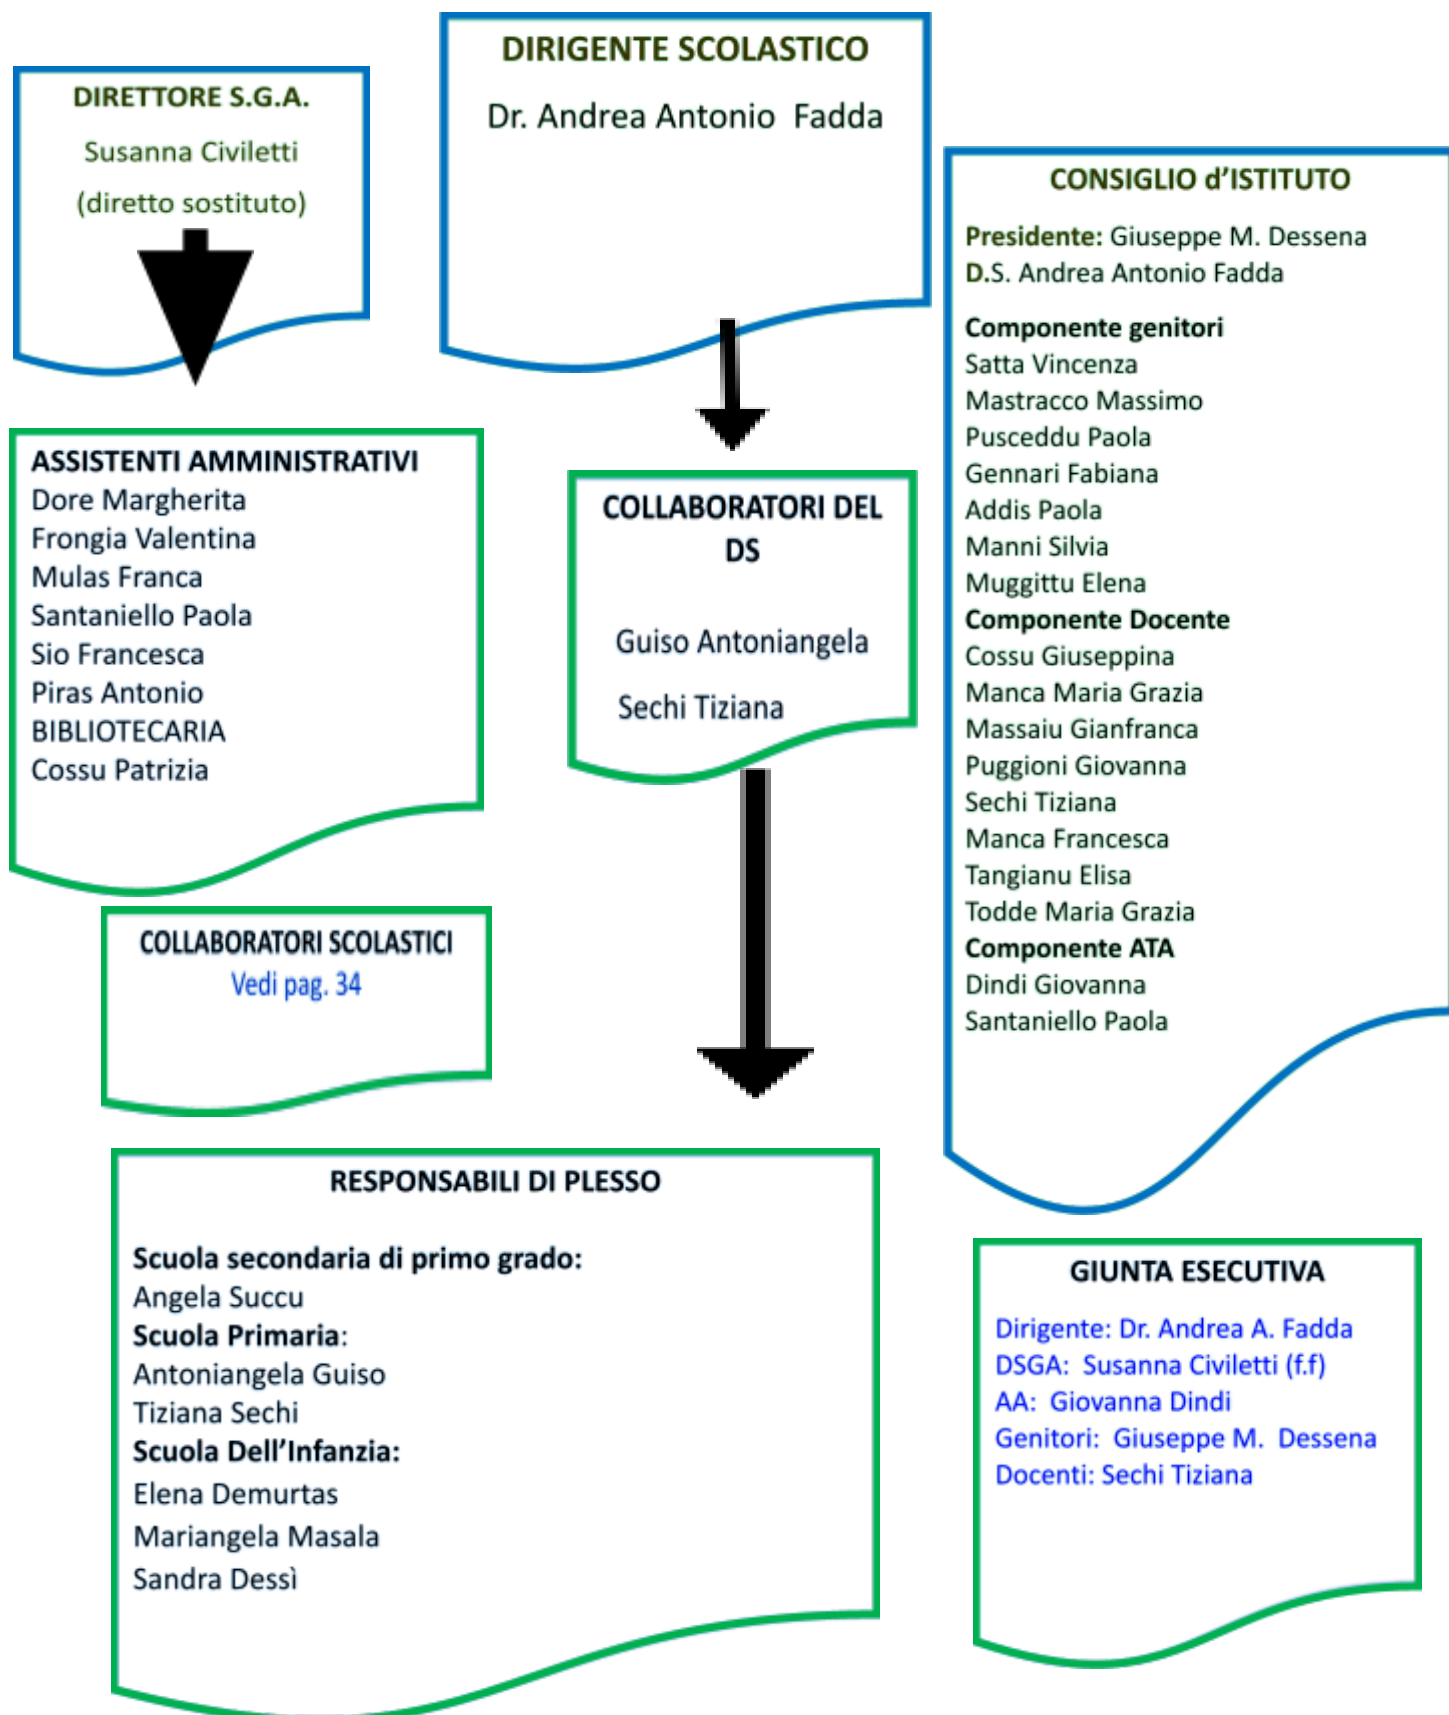 DIRIGENTE SCOLASTICO
Dr. Andrea Antonio Fadda
DIRETTORE S.G.A.
Susanna Civiletti
(diretto sostituto)
CONSIGLIO d'ISTITUTO
Presidente: Giuseppe M. Dessena
D.S. Andrea Antonio Fadda
Componente genitori
Satta Vincenza
Mastracco Massimo
Pusceddu Paola
Gennari Fabiana
Addis Paola
Manni Silvia
Muggittu Elena
Componente Docente
Cossu Giuseppina
Manca Maria Grazia
Massaiu Gianfranca
Puggioni Giovanna
Sechi Tiziana
Manca Francesca
Tangianu Elisa
Todde Maria Grazia
Componente ATA
Dindi Giovanna
Santaniello Paola
ASSISTENTI AMMINISTRATIVI
Dore Margherita
Frongia Valentina
Mulas Franca
Santaniello Paola
Sio Francesca
Piras Antonio
BIBLIOTECARIA
Cossu Patrizia
COLLABORATORI DEL
DS
Guiso Antoniangela
Sechi Tiziana
COLLABORATORI SCOLASTICI
Vedi pag. 34
RESPONSABILI DI PLESSO
Scuola secondaria di primo grado:
Angela Succu
Scuola Primaria:
Antoniangela Guiso
Tiziana Sechi
Scuola Dell'Infanzia:
Elena Demurtas
Mariangela Masala
Sandra Dessì
GIUNTA ESECUTIVA
Dirigente: Dr. Andrea A. Fadda
DSGA: Susanna Civiletti (f.f)
AA: Giovanna Dindi
Genitori: Giuseppe M. Dessena
Docenti: Sechi Tiziana